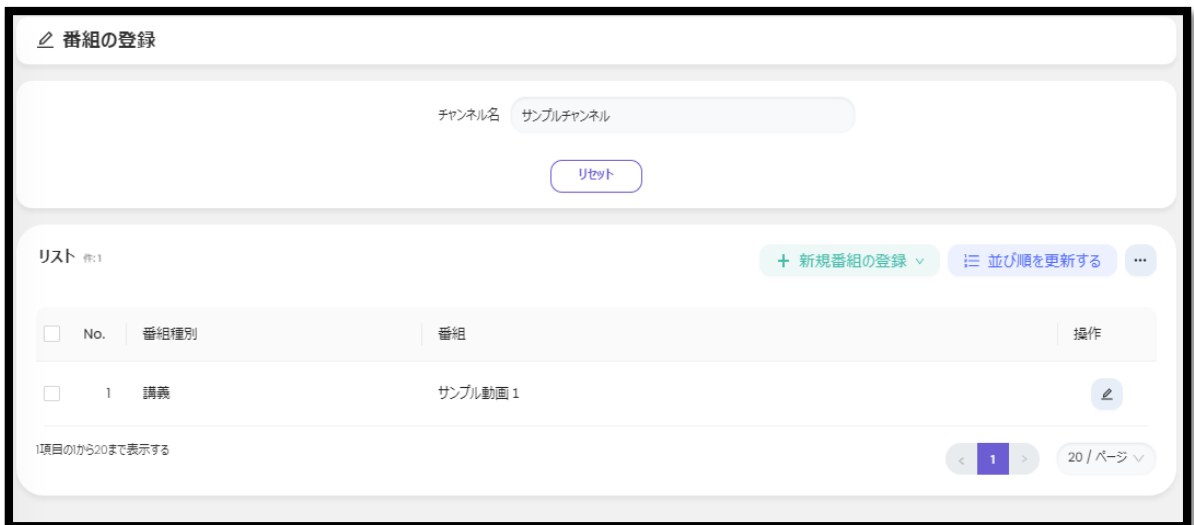 番組の登録
チャンネル名 サンプルチャンネル
リセット
リスト 件:1
+ 新規番組の登録 並び順を更新する ...
No. 番組種別 番組 操作
1 講義 サンプル動画 1
1項目の1から20まで表示する
< 1 > 20 / ページ